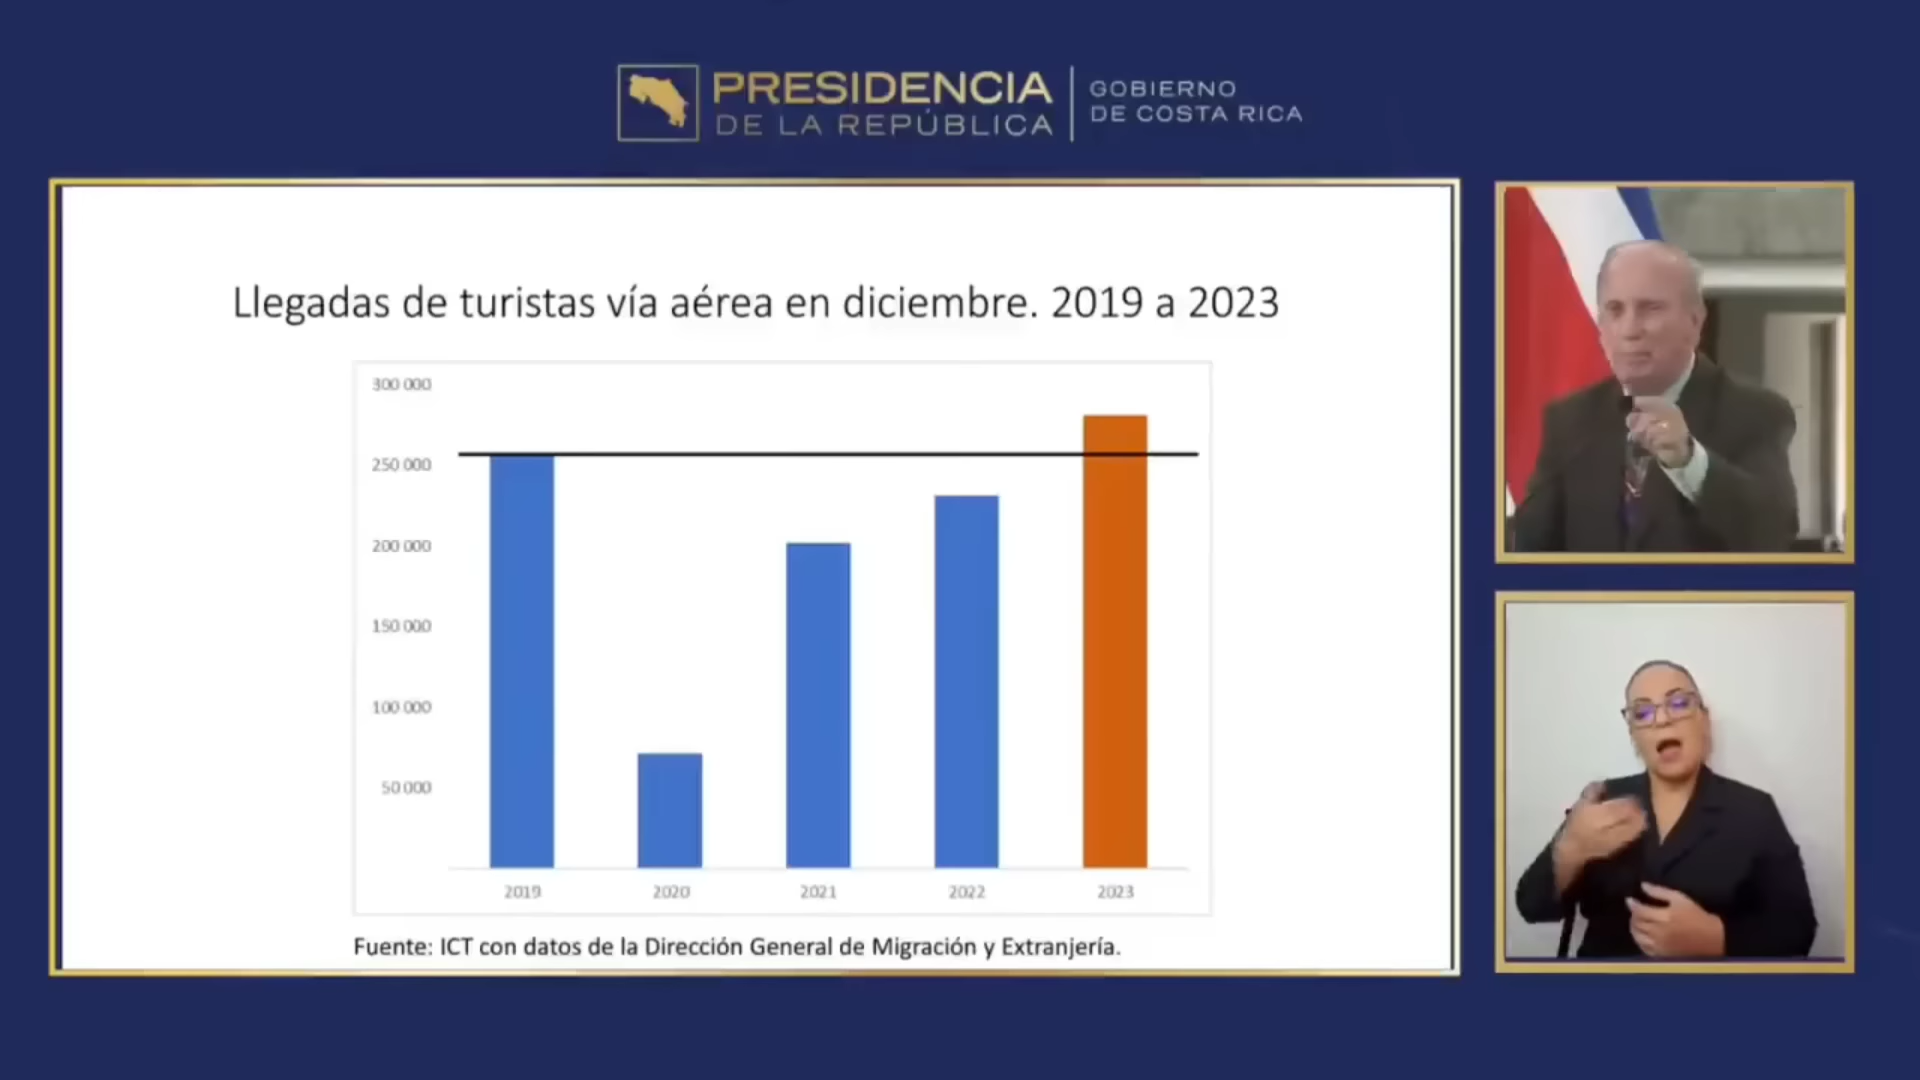 PRESIDENCIA
DE LA REPÚBLICA
GOBIERNO
DE COSTA RICA
Llegadas de turistas vía aérea en diciembre. 2019 a 2023
300 000
250 000
200 000
150 000
100 000
50 000
2019 2020 2021 2022 2023
Fuente: ICT con datos de la Dirección General de Migración y Extranjería.